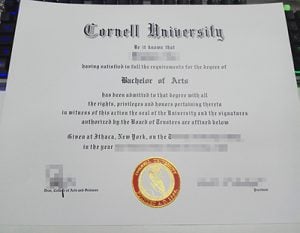 Cornell University
Be it known that
having satisfied in full the requirements for the degree of
Bachelor of Arts
has been admitted to that degree with all
the rights, privileges and honors pertaining thereto
in witness of this action the seal of the University and the signatures
authorized by the Board of Trustees are affixed below
Given at Ithaca, New York, on the
in the year
Dean, College of Arts and Sciences
President